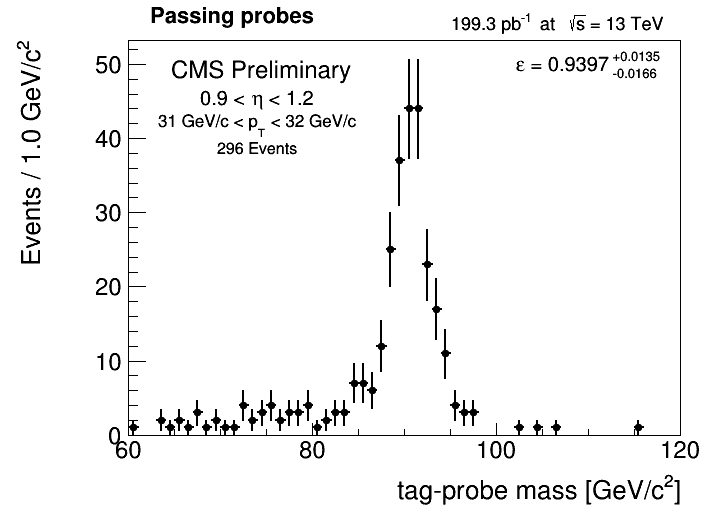 Passing probes
199.3 pb⁻¹ at √s = 13 TeV
CMS Preliminary
0.9 < η < 1.2
31 GeV/c < p_T < 32 GeV/c
296 Events
ε = 0.9397 +0.0135 -0.0166
Events / 1.0 GeV/c²
50
40
30
20
10
0
60 80 100 120
tag-probe mass [GeV/c²]